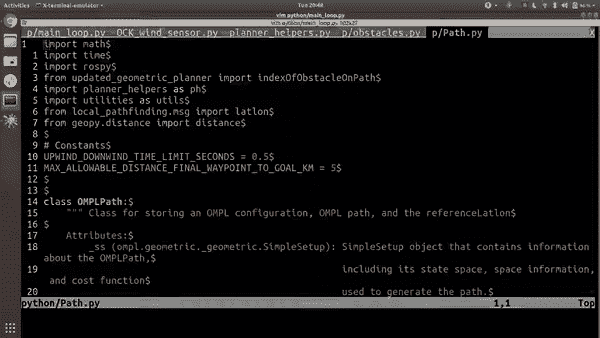 Activities X-terminal-emulator Tue 20:48
vim python/main_loop.py
p/main_loop.py OCK_wind_sensor.py planner_helpers.py p/obstacles.py p/Path.py X
1 import math$
1 import time$
2 import rospy$
3 from updated_geometric_planner import indexOfObstacleOnPath$
4 import planner_helpers as ph$
5 import utilities as utils$
6 from local_pathfinding.msg import latlon$
7 from geopy.distance import distance$
8 $
9 # Constants$
10 UPWIND_DOWNWIND_TIME_LIMIT_SECONDS = 0.5$
11 MAX_ALLOWABLE_DISTANCE_FINAL_WAYPOINT_TO_GOAL_KM = 5$
12 $
13 $
14 class OMPLPath:$
15 """ Class for storing an OMPL configuration, OMPL path, and the referenceLatlon$
16 $
17 Attributes:$
18 _ss (ompl.geometric._geometric.SimpleSetup): SimpleSetup object that contains information
about the OMPLPath,$
19 including its state space, space information,
and cost function$
20 used to generate the path.$
python/Path.py 1,1 Top